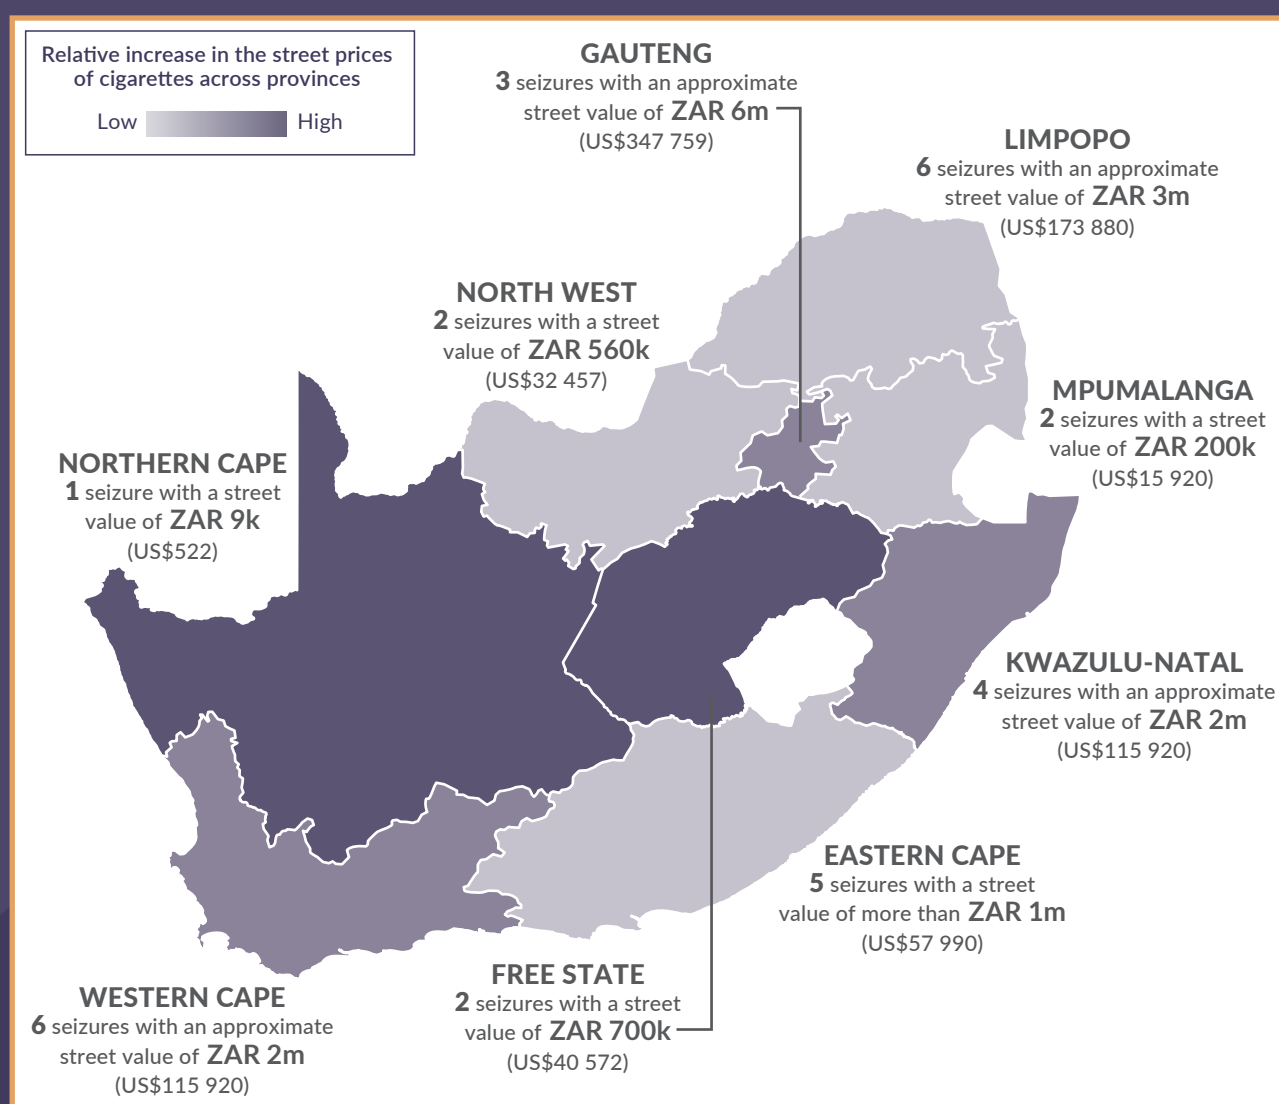 Relative increase in the street prices
of cigarettes across provinces
Low High
GAUTENG
3 seizures with an approximate
street value of ZAR 6m
(US$347 759)
LIMPOPO
6 seizures with an approximate
street value of ZAR 3m
(US$173 880)
NORTH WEST
2 seizures with a street
value of ZAR 560k
(US$32 457)
MPUMALANGA
2 seizures with a street
value of ZAR 200k
(US$15 920)
NORTHERN CAPE
1 seizure with a street
value of ZAR 9k
(US$522)
KWAZULU-NATAL
4 seizures with an approximate
street value of ZAR 2m
(US$115 920)
EASTERN CAPE
5 seizures with a street
value of more than ZAR 1m
(US$57 990)
FREE STATE
2 seizures with a street
value of ZAR 700k
(US$40 572)
WESTERN CAPE
6 seizures with an approximate
street value of ZAR 2m
(US$115 920)